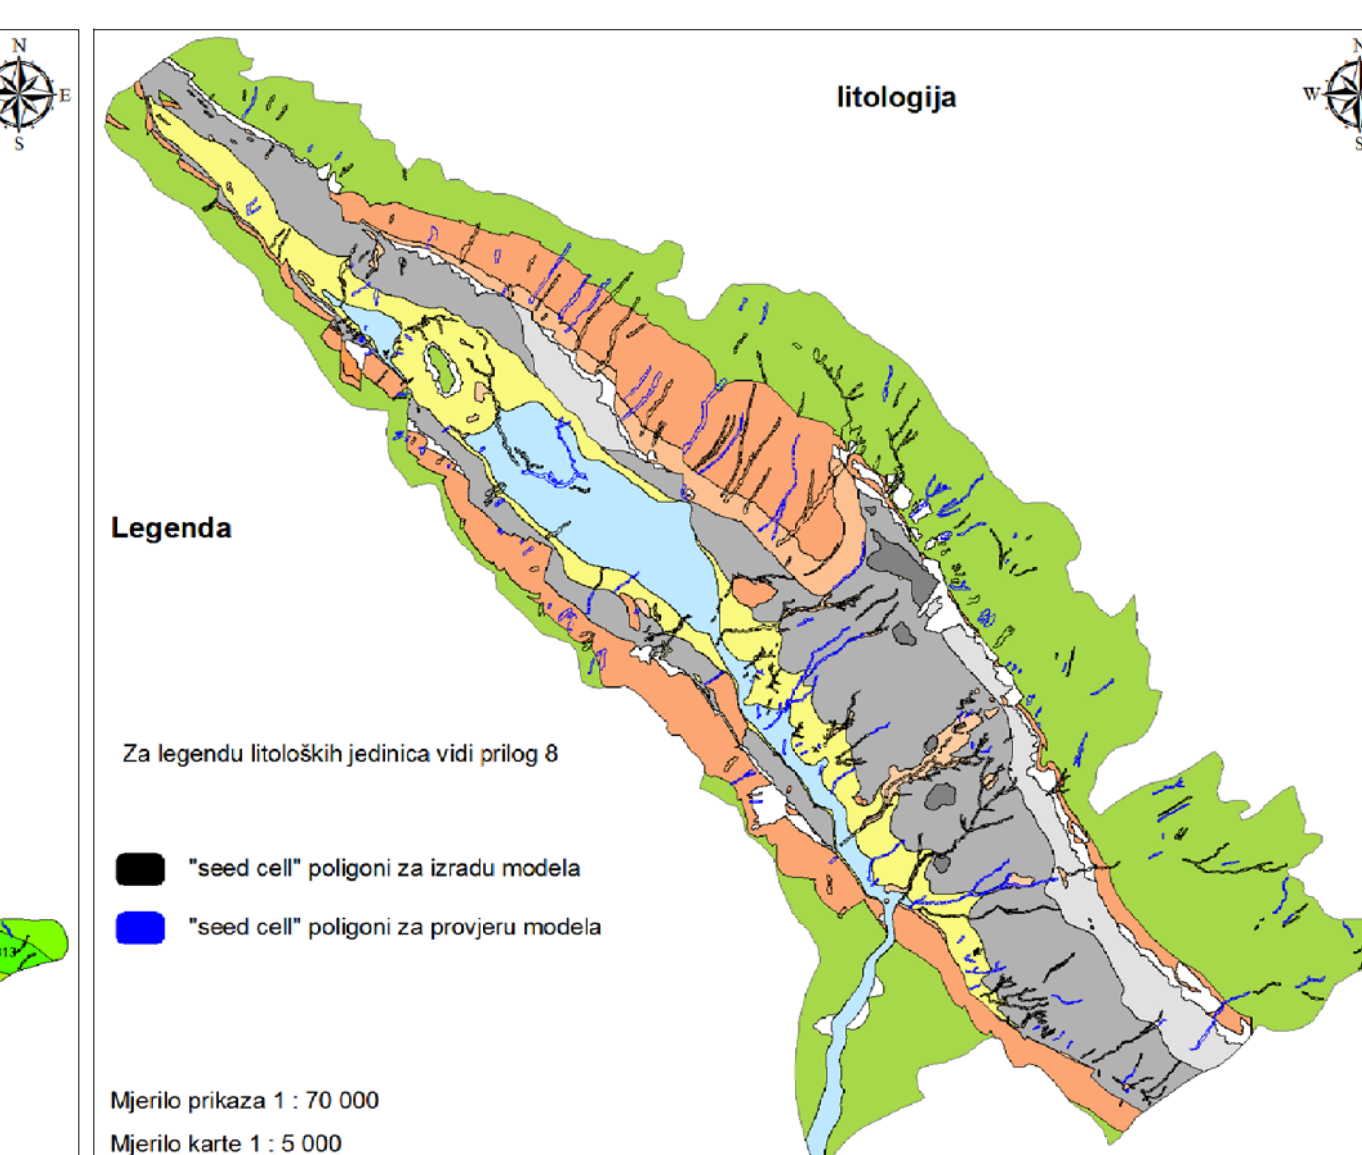 N
E
S
313
litologija
N
W
S
Legenda
Za legendu litoloških jedinica vidi prilog 8
"seed cell" poligoni za izradu modela
"seed cell" poligoni za provjeru modela
Mjerilo prikaza 1 : 70 000
Mjerilo karte 1 : 5 000